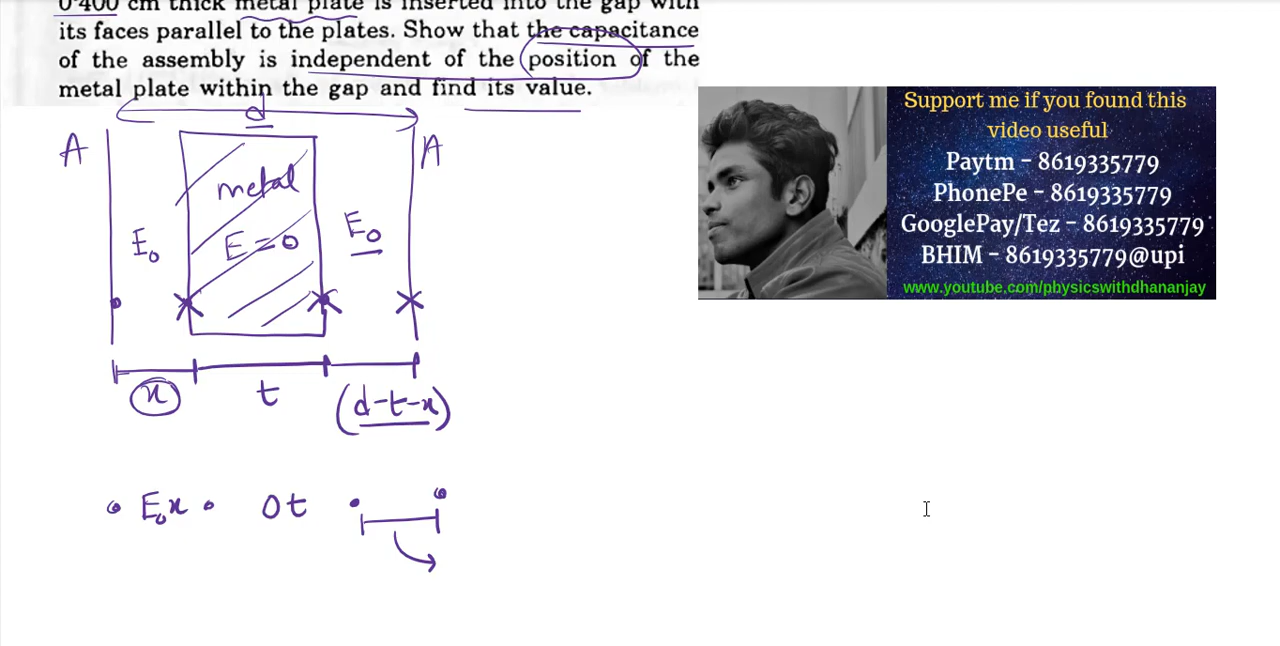 0·400 cm thick metal plate is inserted into the gap with
its faces parallel to the plates. Show that the capacitance
of the assembly is independent of the position of the
metal plate within the gap and find its value.
d
A
A
metal
E₀
E=0
E₀
x
t
(d-t-x)
E₀x
0t
Support me if you found this
video useful
Paytm - 8619335779
PhonePe - 8619335779
GooglePay/Tez - 8619335779
BHIM - 8619335779@upi
www.youtube.com/physicswithdhananjay